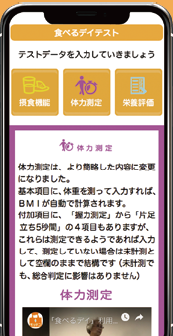 食べるデイテスト
テストデータを入力していきましょう
摂食機能
体力測定
栄養評価
体力測定
体力測定は、より簡略した内容に変更
になりました。
基本項目に、体重を測って入力すれば、
BMIが自動で計算されます。
付加項目に、「握力測定」から「片足
立ち5秒間」の4項目もありますが、
これらは測定できるようであれば入力
して、測定していない場合は未計測と
して空欄のままで結構です（未計測で
も、総合判定に影響はありません）
体力測定
「食べるデイ」利用...